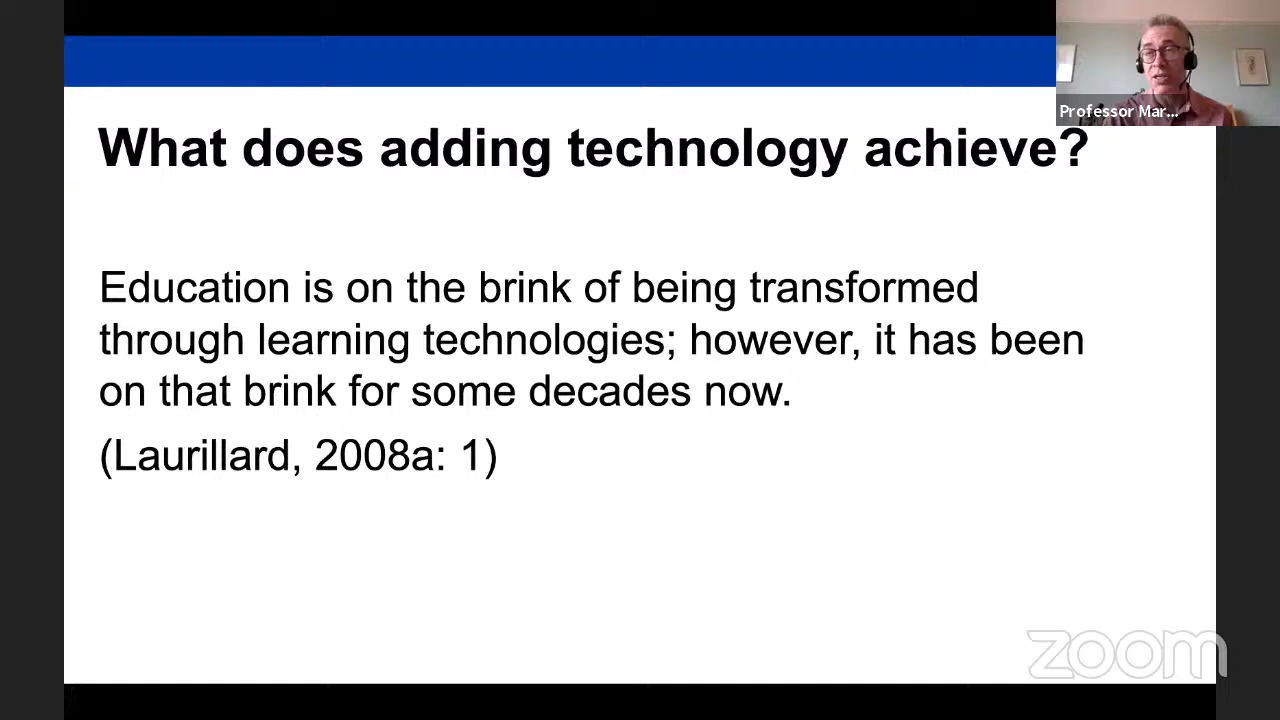 Professor Mar...
What does adding technology achieve?
Education is on the brink of being transformed
through learning technologies; however, it has been
on that brink for some decades now.
(Laurillard, 2008a: 1)
zoom